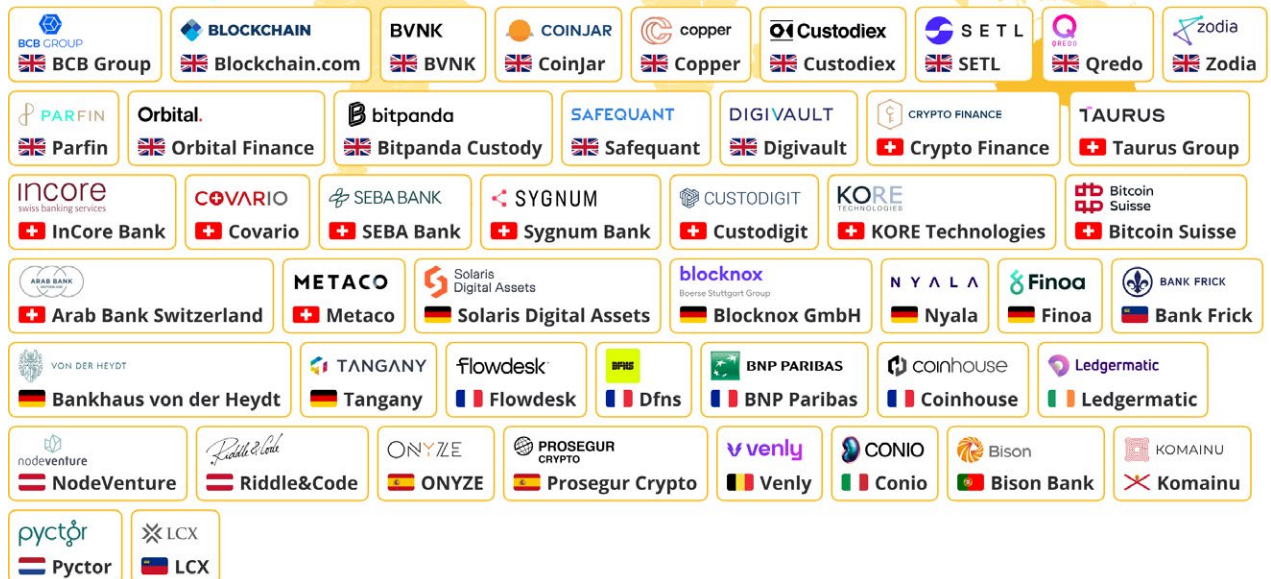 BCB GROUP
BCB Group
BLOCKCHAIN
Blockchain.com
BVNK
BVNK
COINJAR
CoinJar
copper
Copper
Custodiex
Custodiex
SETL
SETL
QREDO
Qredo
zodia
Zodia
PARFIN
Parfin
Orbital.
Orbital Finance
bitpanda
Bitpanda Custody
SAFEQUANT
Safequant
DIGIVAULT
Digivault
CRYPTO FINANCE
Crypto Finance
TAURUS
Taurus Group
incore
swiss banking services
InCore Bank
COVARIO
Covario
SEBA BANK
SEBA Bank
SYGNUM
Sygnum Bank
CUSTODIGIT
Custodigit
KORE
TECHNOLOGIES
KORE Technologies
Bitcoin
Suisse
Bitcoin Suisse
ARAB BANK
SWITZERLAND
Arab Bank Switzerland
METACO
Metaco
Solaris
Digital Assets
Solaris Digital Assets
blocknox
Boerse Stuttgart Group
Blocknox GmbH
NYALA
Nyala
Finoa
Finoa
BANK FRICK
Bank Frick
VON DER HEYDT
Bankhaus von der Heydt
TANGANY
Tangany
Flowdesk
Flowdesk
DFNS
Dfns
BNP PARIBAS
BNP Paribas
coinhouse
Coinhouse
Ledgermatic
Ledgermatic
nodeventure
NodeVenture
Riddle & Code
Riddle&Code
ONYZE
ONYZE
PROSEGUR
CRYPTO
Prosegur Crypto
venly
Venly
CONIO
Conio
Bison
Bison Bank
KOMAINU
Komainu
pyctor
Pyctor
LCX
LCX